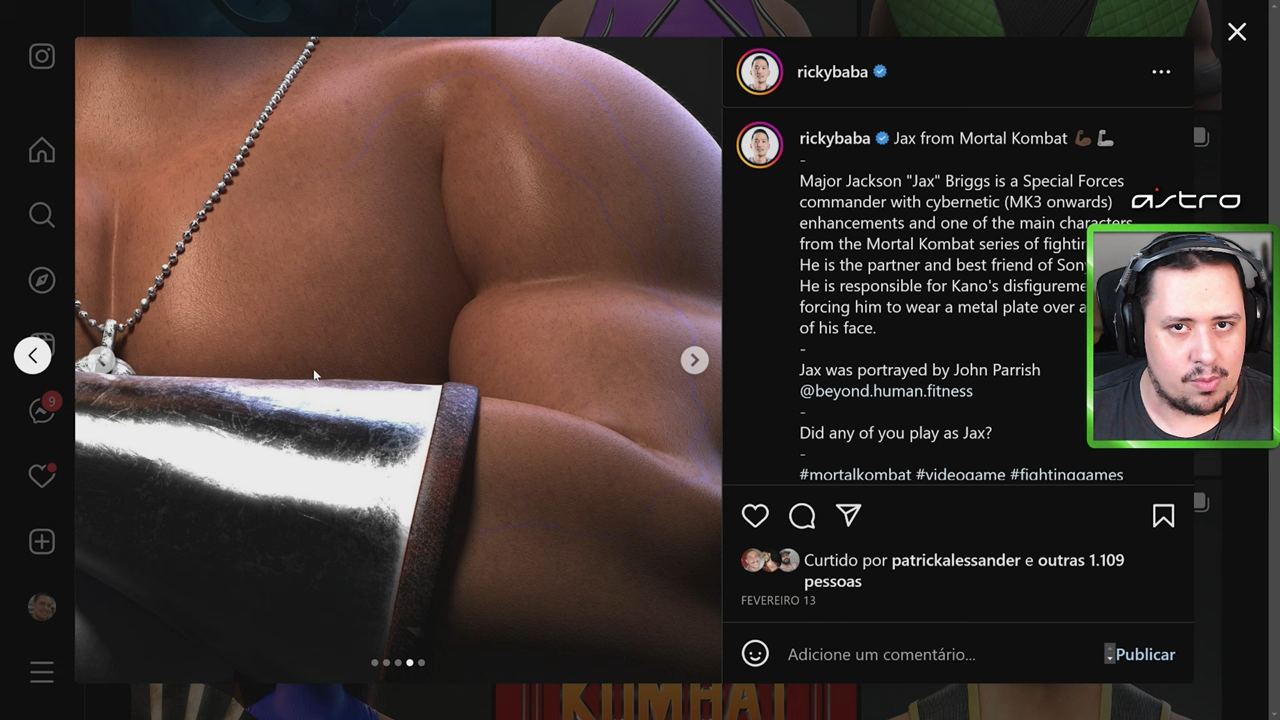 rickybaba
rickybaba Jax from Mortal Kombat
-
Major Jackson "Jax" Briggs is a Special Forces
commander with cybernetic (MK3 onwards)
enhancements and one of the main characters
from the Mortal Kombat series of
He is the partner and best friend of
He is responsible for Kano's
forcing him to wear a metal plate over
of his face.
-
Jax was portrayed by John Parrish
@beyond.human.fitness
-
Did any of you play as Jax?
-
#mortalkombat #videogame #fightinggames
astro
9
Curtido por patrickalessander e outras 1.109
pessoas
FEVEREIRO 13
Adicione um comentário...
Publicar
KOMBAT